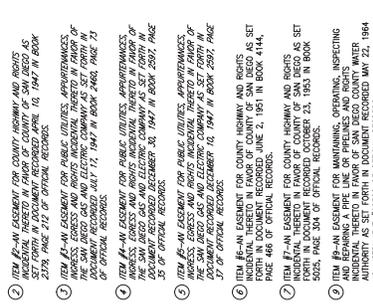 2 ITEM #2-AN EASEMENT FOR COUNTY HIGHWAY AND RIGHTS
INCIDENTAL THERETO IN FAVOR OF COUNTY OF SAN DIEGO AS
SET FORTH IN DOCUMENT RECORDED APRIL 10, 1947 IN BOOK
2379, PAGE 212 OF OFFICIAL RECORDS.
3 ITEM #3-AN EASEMENT FOR PUBLIC UTILITIES, APPURTENANCES,
INGRESS, EGRESS AND RIGHTS INCIDENTAL THERETO IN FAVOR OF
THE SAN DIEGO GAS AND ELECTRIC COMPANY AS SET FORTH IN
DOCUMENT RECORDED JULY 17, 1947 IN BOOK 2460, PAGE 73
OF OFFICIAL RECORDS
4 ITEM #4-AN EASEMENT FOR PUBLIC UTILITIES, APPURTENANCES,
INGRESS, EGRESS AND RIGHTS INCIDENTAL THERETO IN FAVOR OF
THE SAN DIEGO GAS AND ELECTRIC COMPANY AS SET FORTH IN
DOCUMENT RECORDED DECEMBER 30, 1947 IN BOOK 2597, PAGE
35 OF OFFICIAL RECORDS
5 ITEM #5-AN EASEMENT FOR PUBLIC UTILITIES, APPURTENANCES,
INGRESS, EGRESS AND RIGHTS INCIDENTAL THERETO IN FAVOR OF
THE SAN DIEGO GAS AND ELECTRIC COMPANY AS SET FORTH IN
DOCUMENT RECORDED DECEMBER 10, 1947 IN BOOK 2597, PAGE
37 OF OFFICIAL RECORDS
6 ITEM #6-AN EASEMENT FOR COUNTY HIGHWAY AND RIGHTS
INCIDENTAL THERETO IN FAVOR OF COUNTY OF SAN DIEGO AS SET
FORTH IN DOCUMENT RECORDED JUNE 2, 1951 IN BOOK 4144,
PAGE 466 OF OFFICIAL RECORDS.
7 ITEM #7-AN EASEMENT FOR COUNTY HIGHWAY AND RIGHTS
INCIDENTAL THERETO IN FAVOR OF COUNTY OF SAN DIEGO AS SET
FORTH IN DOCUMENT RECORDED OCTOBER 23, 1953 IN BOOK
5025, PAGE 304 OF OFFICIAL RECORDS.
9 ITEM #9-AN EASEMENT FOR MAINTAINING, OPERATING, INSPECTING
AND REPAIRING A PIPE LINE OR PIPELINES AND RIGHTS
INCIDENTAL THERETO IN FAVOR OF SAN DIEGO COUNTY WATER
AUTHORITY AS SET FORTH IN DOCUMENT RECORDED MAY 22, 1964